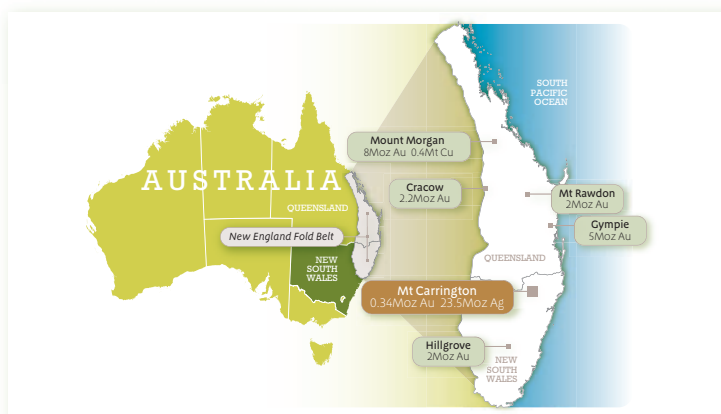 AUSTRALIA
QUEENSLAND
New England Fold Belt
NEW
SOUTH
WALES
SOUTH
PACIFIC
OCEAN
Mount Morgan
8Moz Au 0.4Mt Cu
Cracow
2.2Moz Au
Mt Rawdon
2Moz Au
Gympie
5Moz Au
QUEENSLAND
Mt Carrington
0.34Moz Au 23.5Moz Ag
Hillgrove
2Moz Au
NEW
SOUTH
WALES